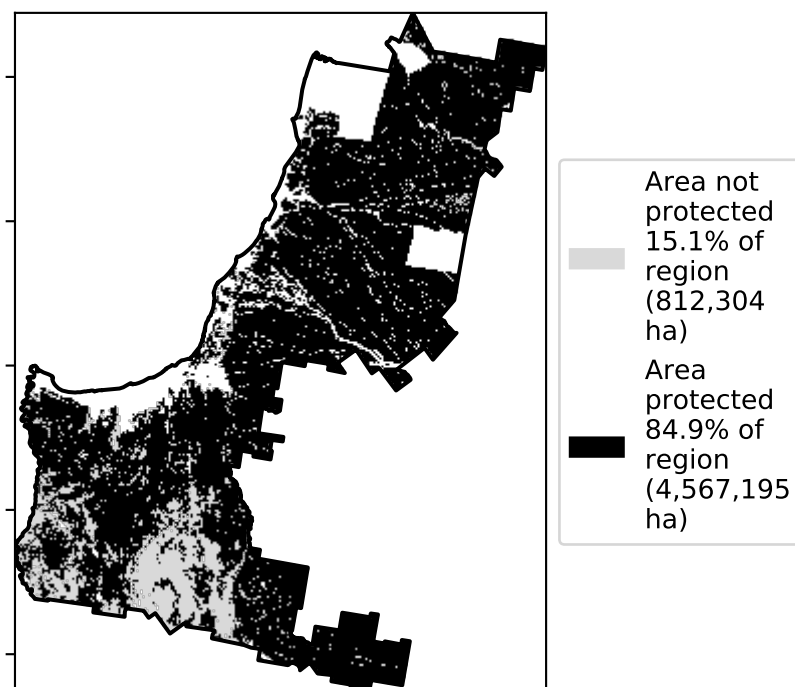 Area not
protected
15.1% of
region
(812,304
ha)
Area
protected
84.9% of
region
(4,567,195
ha)